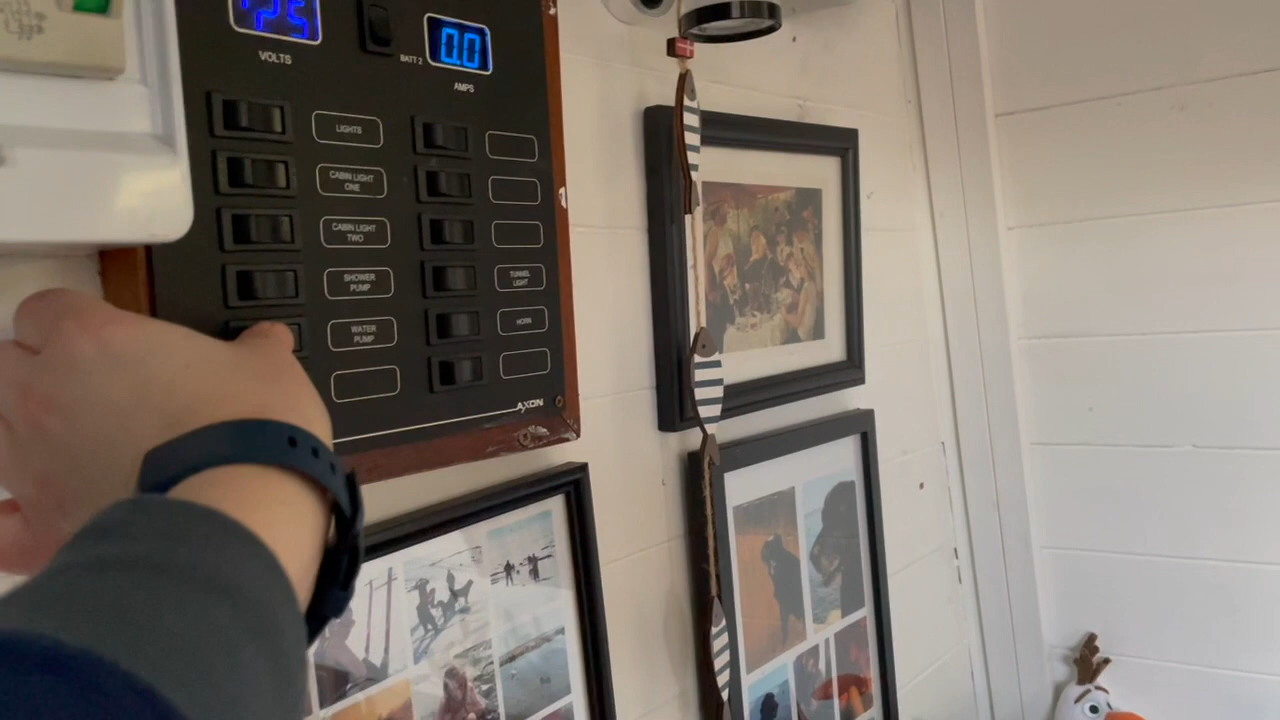 12.5
VOLTS
BATT 2
0.0
AMPS
LIGHTS
CABIN LIGHT
ONE
CABIN LIGHT
TWO
SHOWER
PUMP
WATER
PUMP
TUNNEL
LIGHT
HORN
AXON